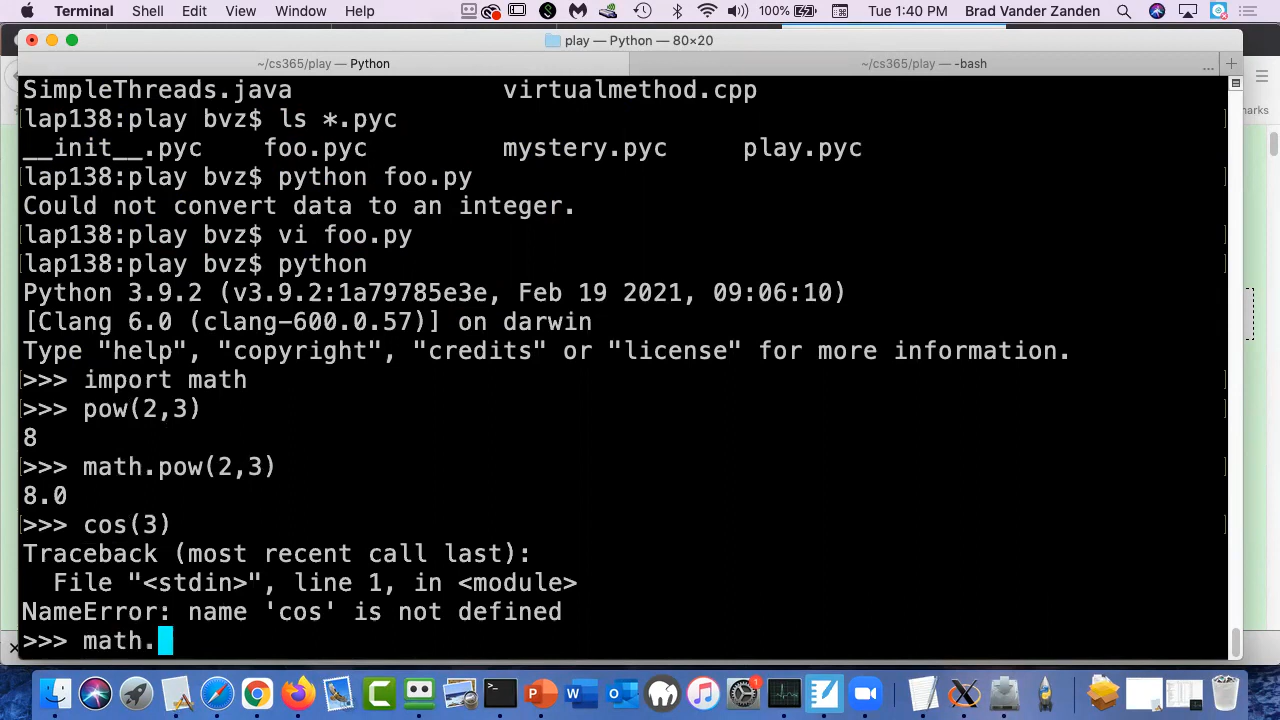 Terminal Shell Edit View Window Help 100% Tue 1:40 PM Brad Vander Zanden
play — Python — 80×20
~/cs365/play — Python ~/cs365/play — -bash ...
SimpleThreads.java virtualmethod.cpp
lap138:play bvz$ ls *.pyc
__init__.pyc foo.pyc mystery.pyc play.pyc
lap138:play bvz$ python foo.py
Could not convert data to an integer.
lap138:play bvz$ vi foo.py
lap138:play bvz$ python
Python 3.9.2 (v3.9.2:1a79785e3e, Feb 19 2021, 09:06:10)
[Clang 6.0 (clang-600.0.57)] on darwin
Type "help", "copyright", "credits" or "license" for more information.
>>> import math
>>> pow(2,3)
8
>>> math.pow(2,3)
8.0
>>> cos(3)
Traceback (most recent call last):
  File "<stdin>", line 1, in <module>
NameError: name 'cos' is not defined
>>> math.